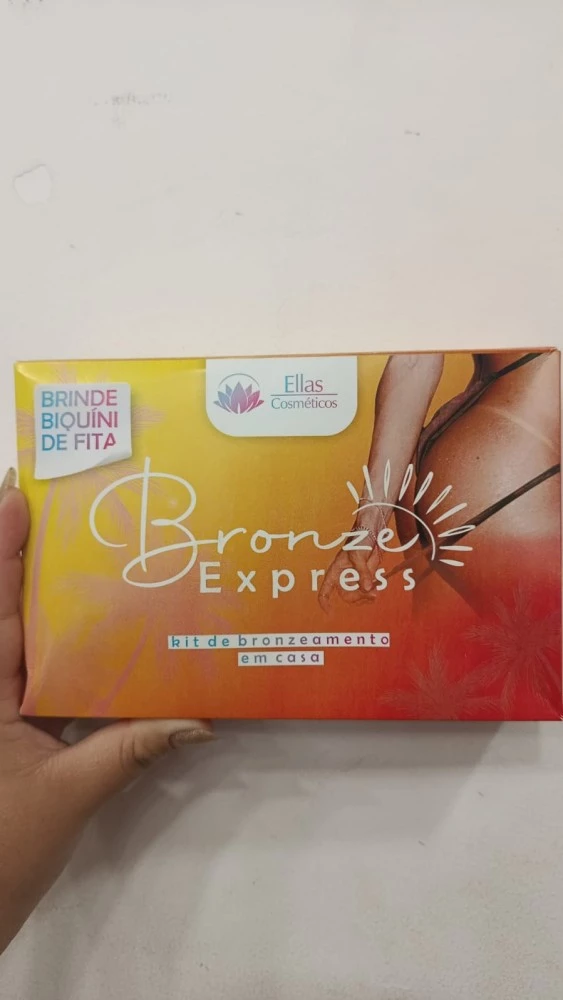 BRINDE
BIQUÍNI
DE FITA
Ellas
Cosméticos
Bronze
Express
kit de bronzeamento
em casa